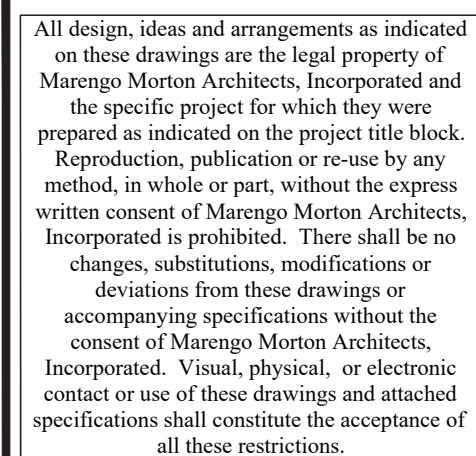 All design, ideas and arrangements as indicated
on these drawings are the legal property of
Marengo Morton Architects, Incorporated and
the specific project for which they were
prepared as indicated on the project title block.
Reproduction, publication or re-use by any
method, in whole or part, without the express
written consent of Marengo Morton Architects,
Incorporated is prohibited.  There shall be no
changes, substitutions, modifications or
deviations from these drawings or
accompanying specifications without the
consent of Marengo Morton Architects,
Incorporated.  Visual, physical,  or electronic
contact or use of these drawings and attached
specifications shall constitute the acceptance of
all these restrictions.